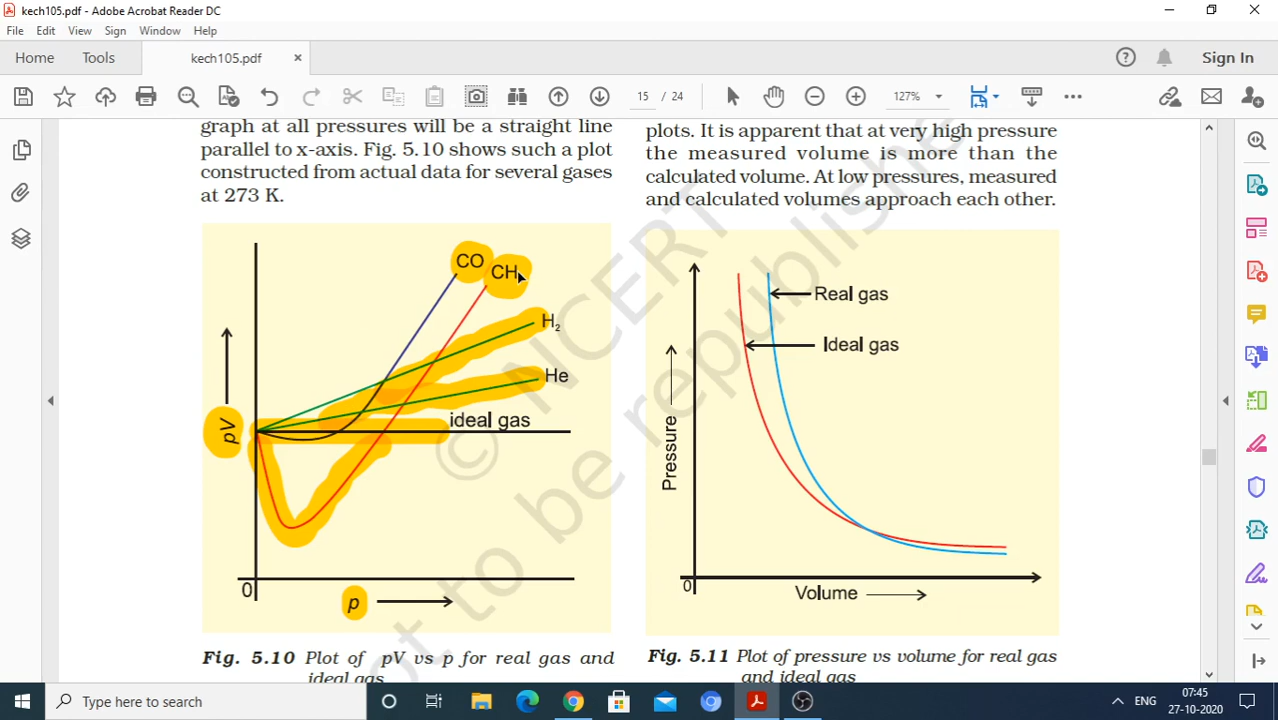 kech105.pdf - Adobe Acrobat Reader DC
File Edit View Sign Window Help
Home Tools kech105.pdf × Sign In
15 / 24 127%
graph at all pressures will be a straight line
parallel to x-axis. Fig. 5.10 shows such a plot
constructed from actual data for several gases
at 273 K.
CO
CH
H₂
He
ideal gas
pV
0
p
Fig. 5.10 Plot of pV vs p for real gas and
ideal gas
plots. It is apparent that at very high pressure
the measured volume is more than the
calculated volume. At low pressures, measured
and calculated volumes approach each other.
Real gas
Ideal gas
Pressure
0
Volume
Fig. 5.11 Plot of pressure vs volume for real gas
and ideal gas
© NCERT
not to be republished
Type here to search
ENG
07:45
27-10-2020